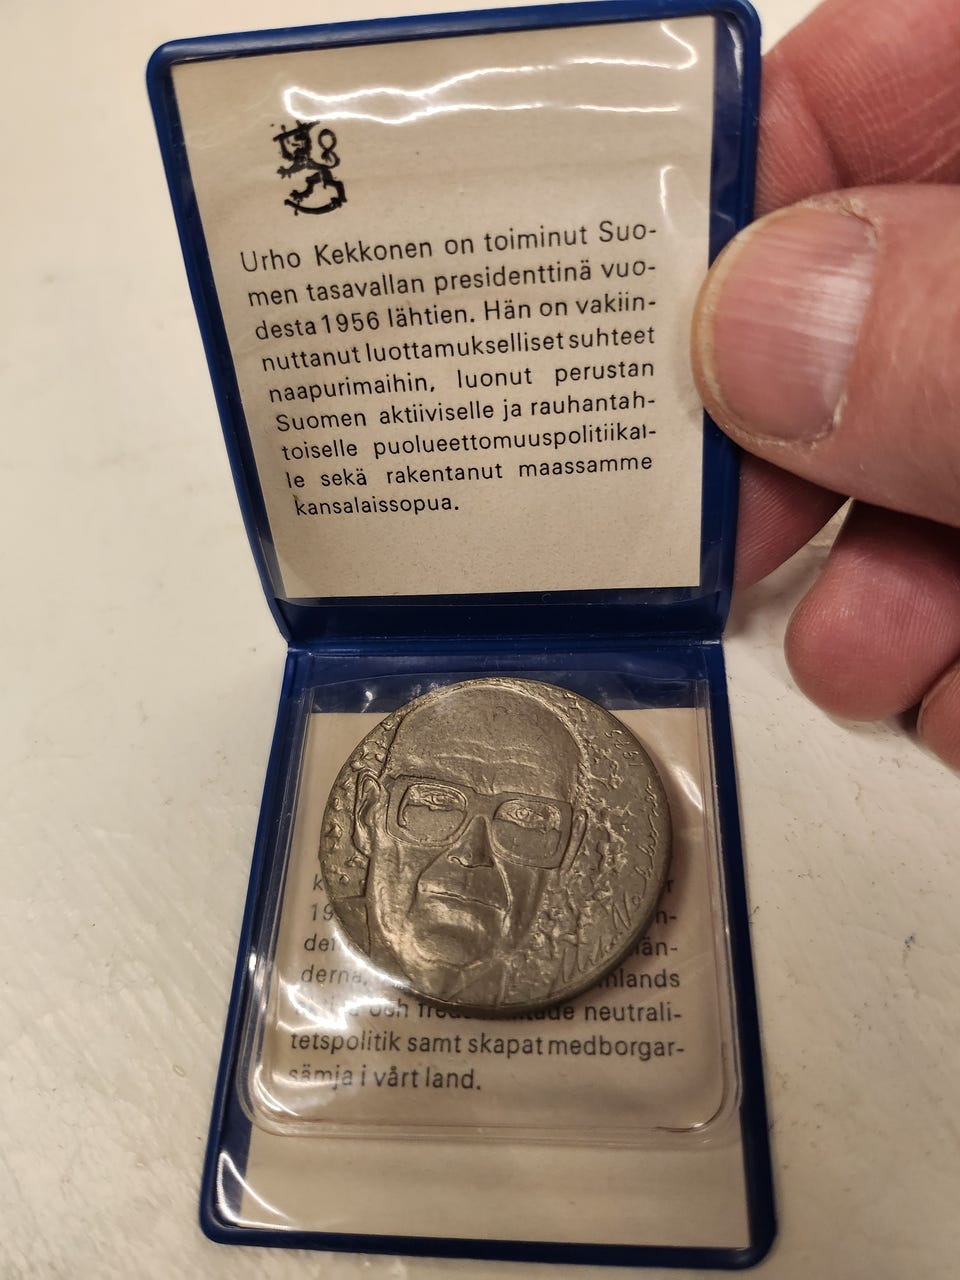 Urho Kekkonen on toiminut Suo-
men tasavallan presidenttinä vuo-
desta 1956 lähtien. Hän on vakiin-
nuttanut luottamukselliset suhteet
naapurimaihin, luonut perustan
Suomen aktiiviselle ja rauhantah-
toiselle puolueettomuuspolitiikal-
le sekä rakentanut maassamme
kansalaissopua.
1975
neutrali-
tetspolitik samt skapat medborgar-
sämja i vårt land.